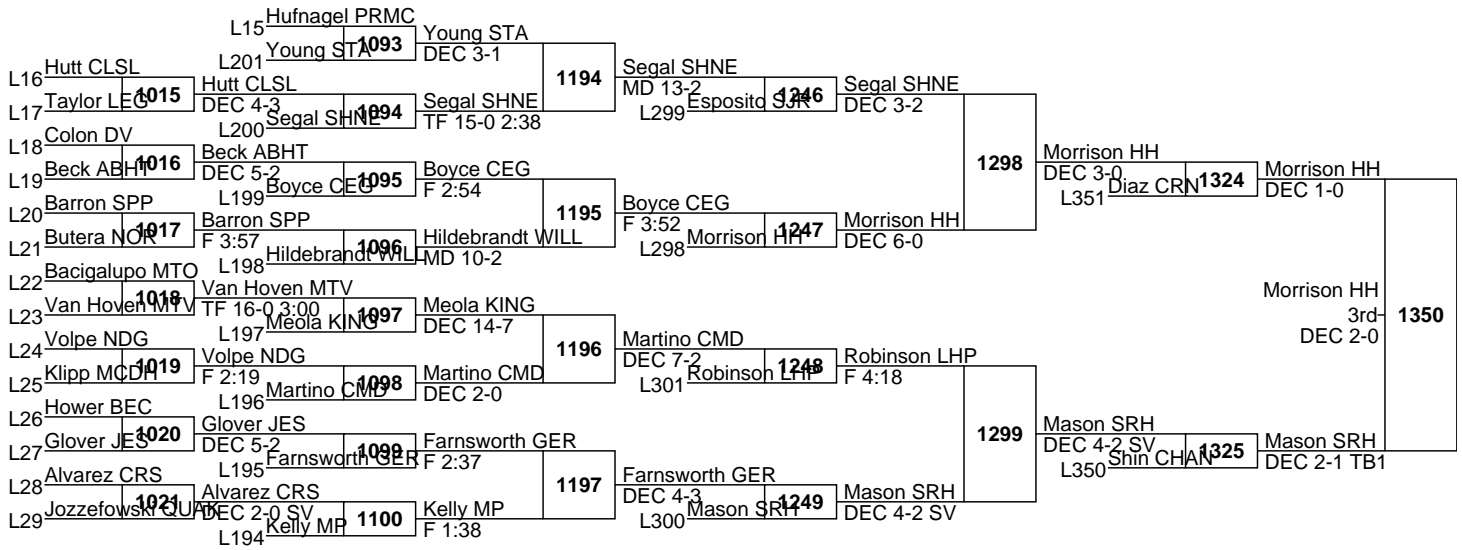 L15 Hufnagel PRMC
1093
L201 Young STA
Young STA
DEC 3-1
L16 Hutt CLSL
1015
L17 Taylor LEG
Hutt CLSL
DEC 4-3
1094
L200 Segal SHNE
Segal SHNE
TF 15-0 2:38
1194
Segal SHNE
MD 13-2
1246
L299 Esposito SJR
Segal SHNE
DEC 3-2
L18 Colon DV
1016
L19 Beck ABHT
Beck ABHT
DEC 5-2
1095
L199 Boyce CEG
Boyce CEG
F 2:54
L20 Barron SPP
1017
L21 Butera NOR
Barron SPP
F 3:57
1096
L198 Hildebrandt WILL
Hildebrandt WILL
MD 10-2
1195
Boyce CEG
F 3:52
1247
L298 Morrison HH
Morrison HH
DEC 6-0
1298
Morrison HH
DEC 3-0
1324
L351 Diaz CRN
Morrison HH
DEC 1-0
L22 Bacigalupo MTO
1018
L23 Van Hoven MTV
Van Hoven MTV
TF 16-0 3:00
1097
L197 Meola KING
Meola KING
DEC 14-7
L24 Volpe NDG
1019
L25 Klipp MCDH
Volpe NDG
F 2:19
1098
L196 Martino CMD
Martino CMD
DEC 2-0
1196
Martino CMD
DEC 7-2
1248
L301 Robinson LHP
Robinson LHP
F 4:18
L26 Hower BEC
1020
L27 Glover JES
Glover JES
DEC 5-2
1099
L195 Farnsworth GER
Farnsworth GER
F 2:37
L28 Alvarez CRS
1021
L29 Jozzefowski QUAK
Alvarez CRS
DEC 2-0 SV
1100
L194 Kelly MP
Kelly MP
F 1:38
1197
Farnsworth GER
DEC 4-3
1249
L300 Mason SRH
Mason SRH
DEC 4-2 SV
1299
Mason SRH
DEC 4-2 SV
1325
L350 Shin CHAN
Mason SRH
DEC 2-1 TB1
Morrison HH
3rd
DEC 2-0
1350